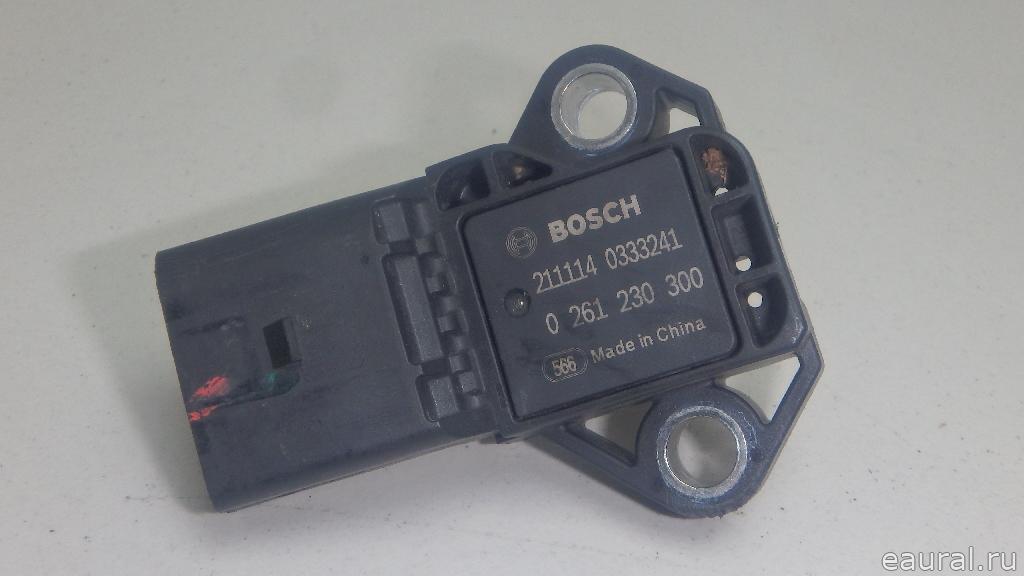 BOSCH
211114 0333241
0 261 230 300
566 Made in China
eaural.ru